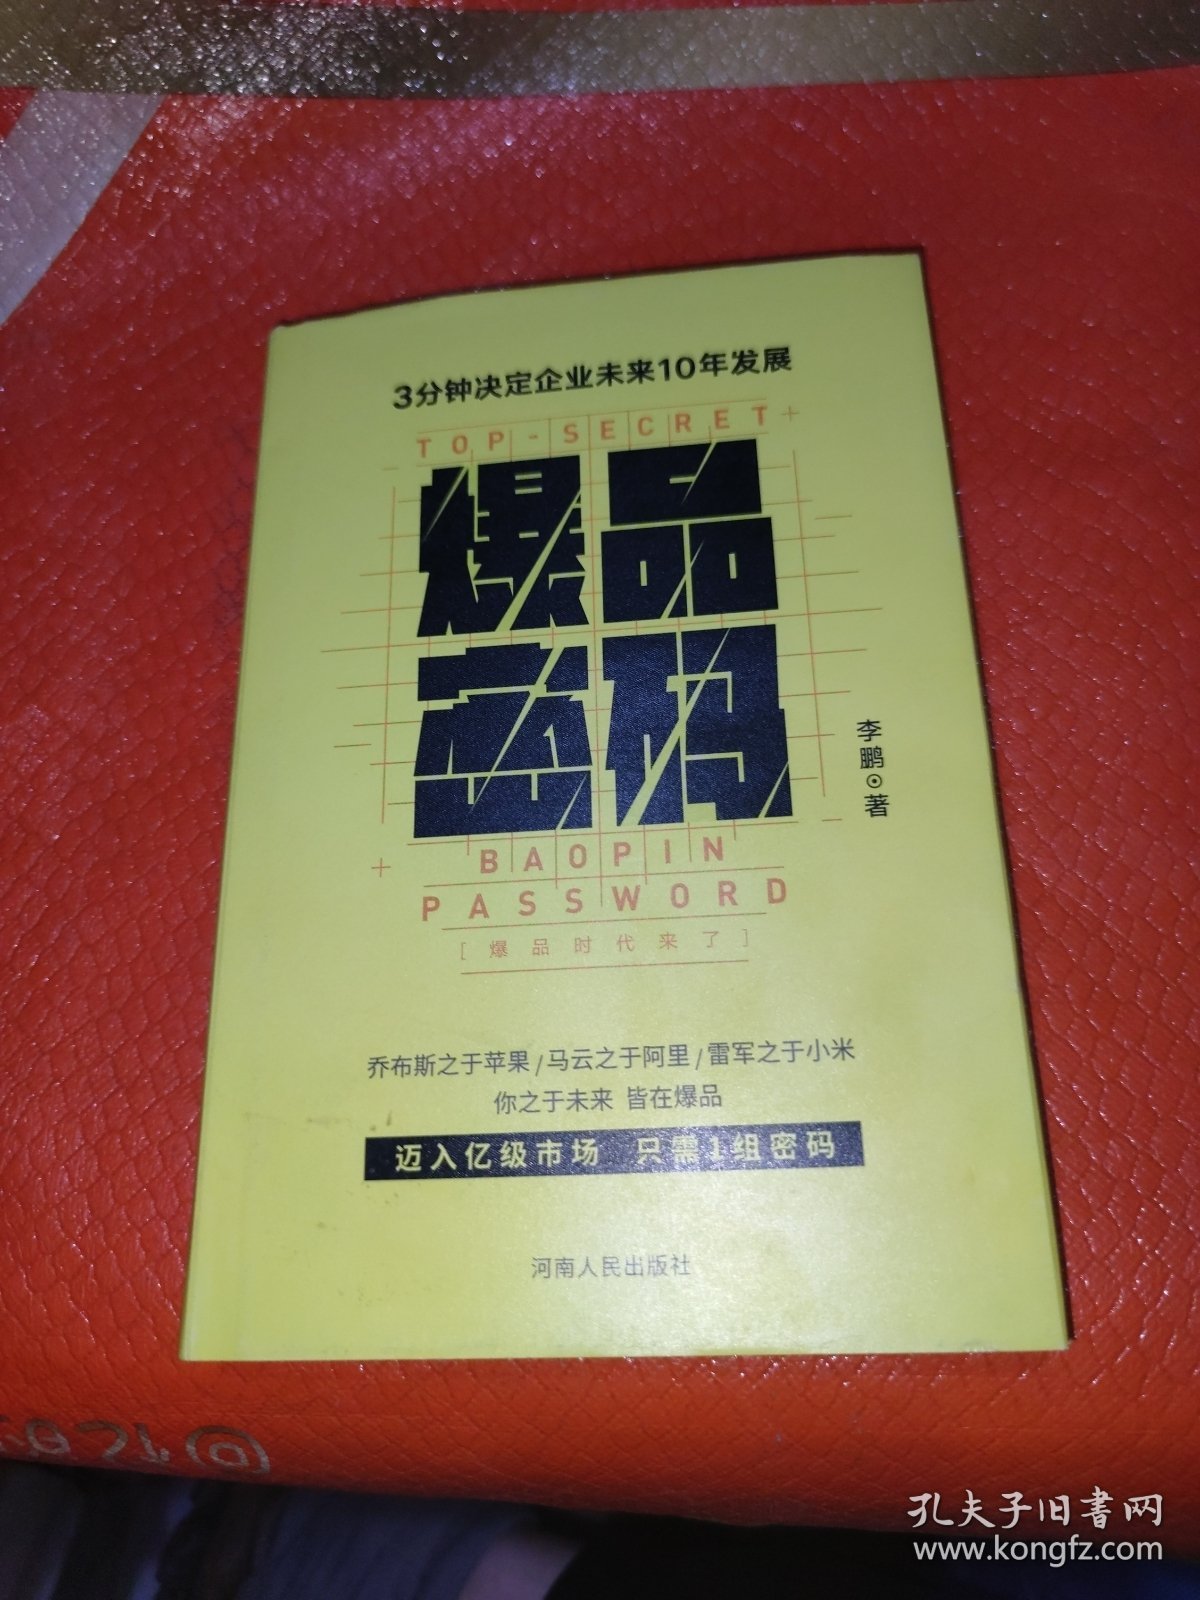 3分钟决定企业未来10年发展
TOP-SECRET
爆品
密码
李鹏⊙著
BAOPIN
PASSWORD
[爆品时代来了]
乔布斯之于苹果/马云之于阿里/雷军之于小米
你之于未来 皆在爆品
迈入亿级市场 只需1组密码
河南人民出版社
孔夫子旧书网
www.kongfz.com